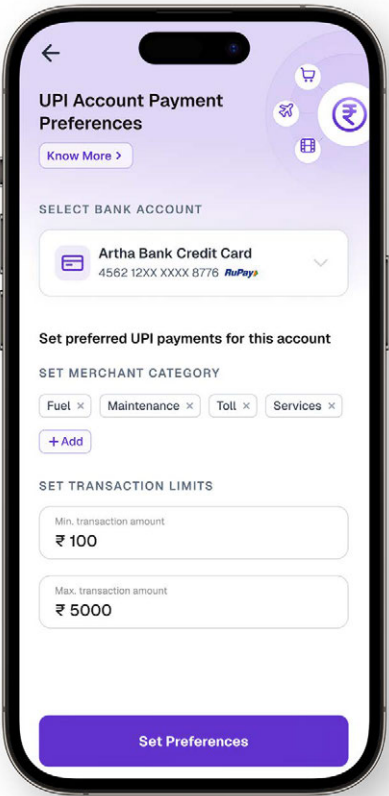 UPI Account Payment
Preferences
Know More >
SELECT BANK ACCOUNT
Artha Bank Credit Card
4562 12XX XXXX 8776 RuPay
Set preferred UPI payments for this account
SET MERCHANT CATEGORY
Fuel × Maintenance × Toll × Services ×
+ Add
SET TRANSACTION LIMITS
Min. transaction amount
₹ 100
Max. transaction amount
₹ 5000
Set Preferences